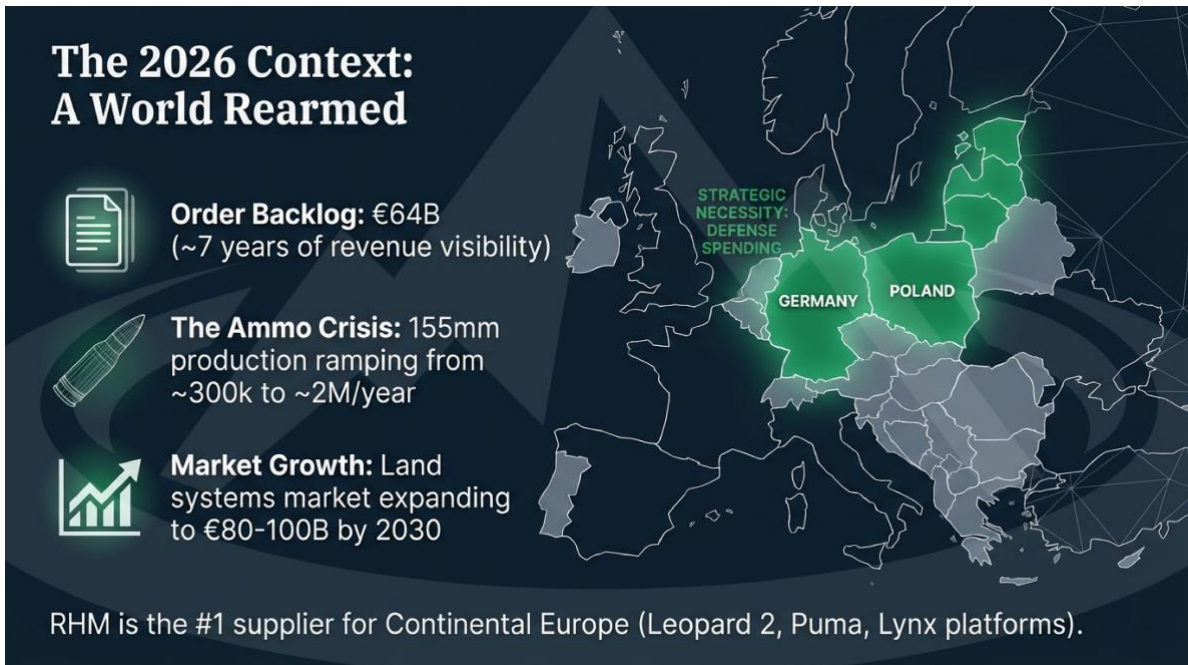 The 2026 Context:
A World Rearmed
Order Backlog: €64B
(~7 years of revenue visibility)
The Ammo Crisis: 155mm
production ramping from
~300k to ~2M/year
Market Growth: Land
systems market expanding
to €80-100B by 2030
STRATEGIC
NECESSITY:
DEFENSE
SPENDING
GERMANY
POLAND
RHM is the #1 supplier for Continental Europe (Leopard 2, Puma, Lynx platforms).